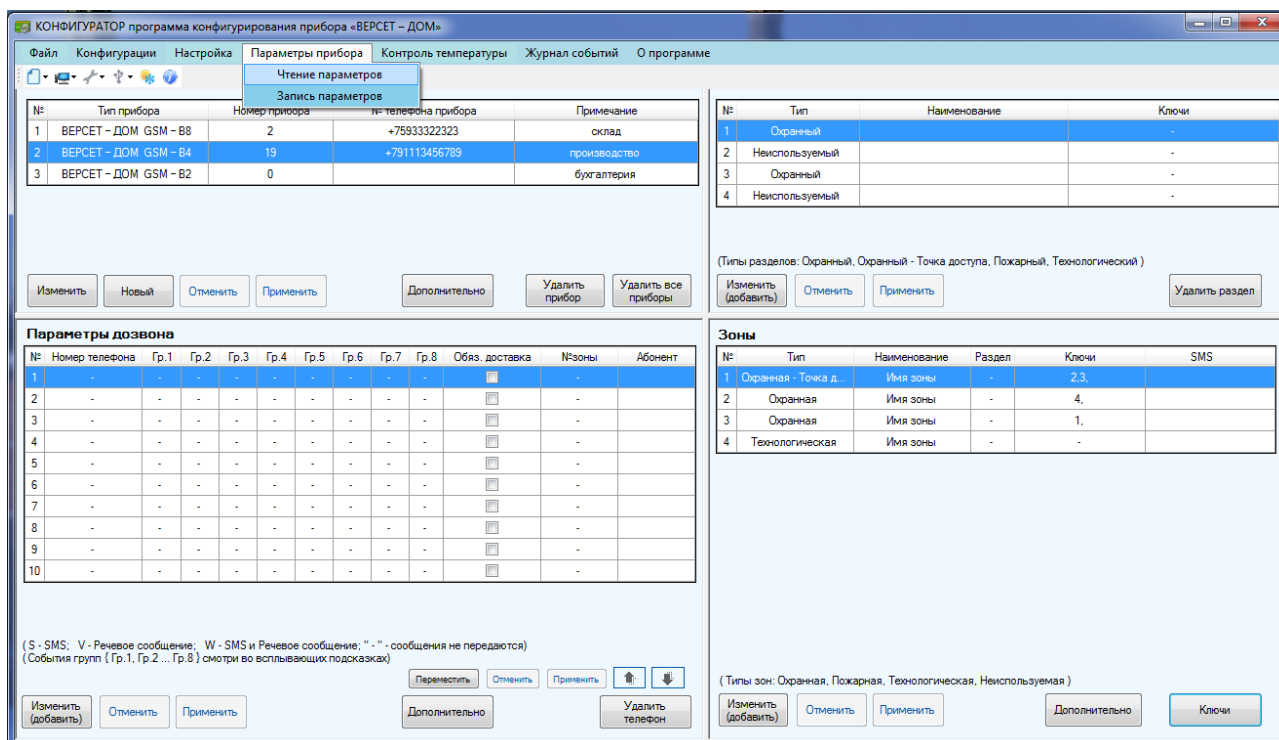 КОНФИГУРАТОР программа конфигурирования прибора «ВЕРСЕТ – ДОМ»
Файл Конфигурации Настройка Параметры прибора Контроль температуры Журнал событий О программе
Чтение параметров
Запись параметров
№ Тип прибора Номер прибора № телефона прибора Примечание
1 ВЕРСЕТ – ДОМ GSM – В8 2 +75933322323 склад
2 ВЕРСЕТ – ДОМ GSM – В4 19 +791113456789 производство
3 ВЕРСЕТ – ДОМ GSM – В2 0 бухгалтерия
Изменить Новый Отменить Применить Дополнительно Удалить прибор Удалить все приборы
№ Тип Наименование Ключи
1 Охранный -
2 Неиспользуемый -
3 Охранный -
4 Неиспользуемый -
(Типы разделов: Охранный, Охранный - Точка доступа, Пожарный, Технологический )
Изменить (добавить) Отменить Применить Удалить раздел
Параметры дозвона
№ Номер телефона Гр.1 Гр.2 Гр.3 Гр.4 Гр.5 Гр.6 Гр.7 Гр.8 Обяз. доставка №зоны Абонент
1 - - - - - - - - - -
2 - - - - - - - - - -
3 - - - - - - - - - -
4 - - - - - - - - - -
5 - - - - - - - - - -
6 - - - - - - - - - -
7 - - - - - - - - - -
8 - - - - - - - - - -
9 - - - - - - - - - -
10 - - - - - - - - - -
( S - SMS; V - Речевое сообщение; W - SMS и Речевое сообщение; " - " - сообщения не передаются)
(События групп { Гр.1, Гр.2 ... Гр.8 } смотри во всплывающих подсказках)
Переместить Отменить Применить
Изменить (добавить) Отменить Применить Дополнительно Удалить телефон
Зоны
№ Тип Наименование Раздел Ключи SMS
1 Охранная - Точка д... Имя зоны - 2,3,
2 Охранная Имя зоны - 4,
3 Охранная Имя зоны - 1,
4 Технологическая Имя зоны - -
( Типы зон: Охранная, Пожарная, Технологическая, Неиспользуемая )
Изменить (добавить) Отменить Применить Дополнительно Ключи